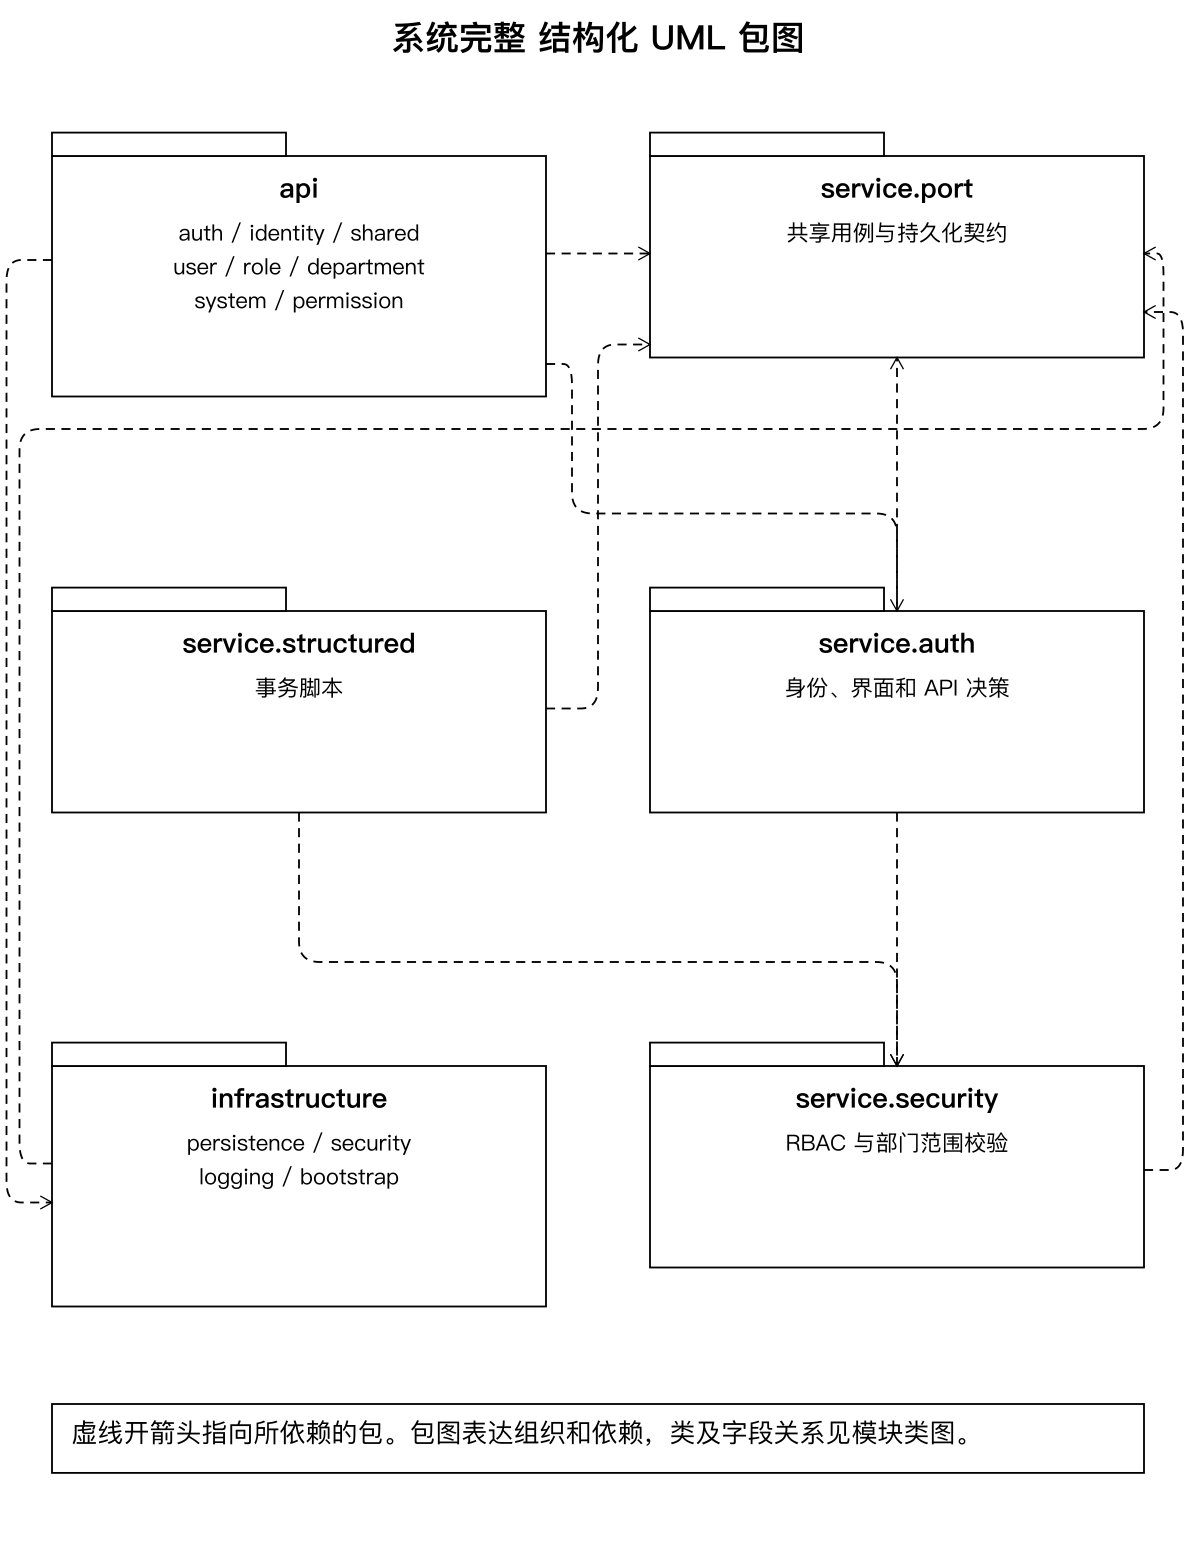 系统完整 结构化 UML 包图
api
auth / identity / shared
user / role / department
system / permission
service.port
共享用例与持久化契约
service.structured
事务脚本
service.auth
身份、界面和 API 决策
infrastructure
persistence / security
logging / bootstrap
service.security
RBAC 与部门范围校验
虚线开箭头指向所依赖的包。包图表达组织和依赖，类及字段关系见模块类图。